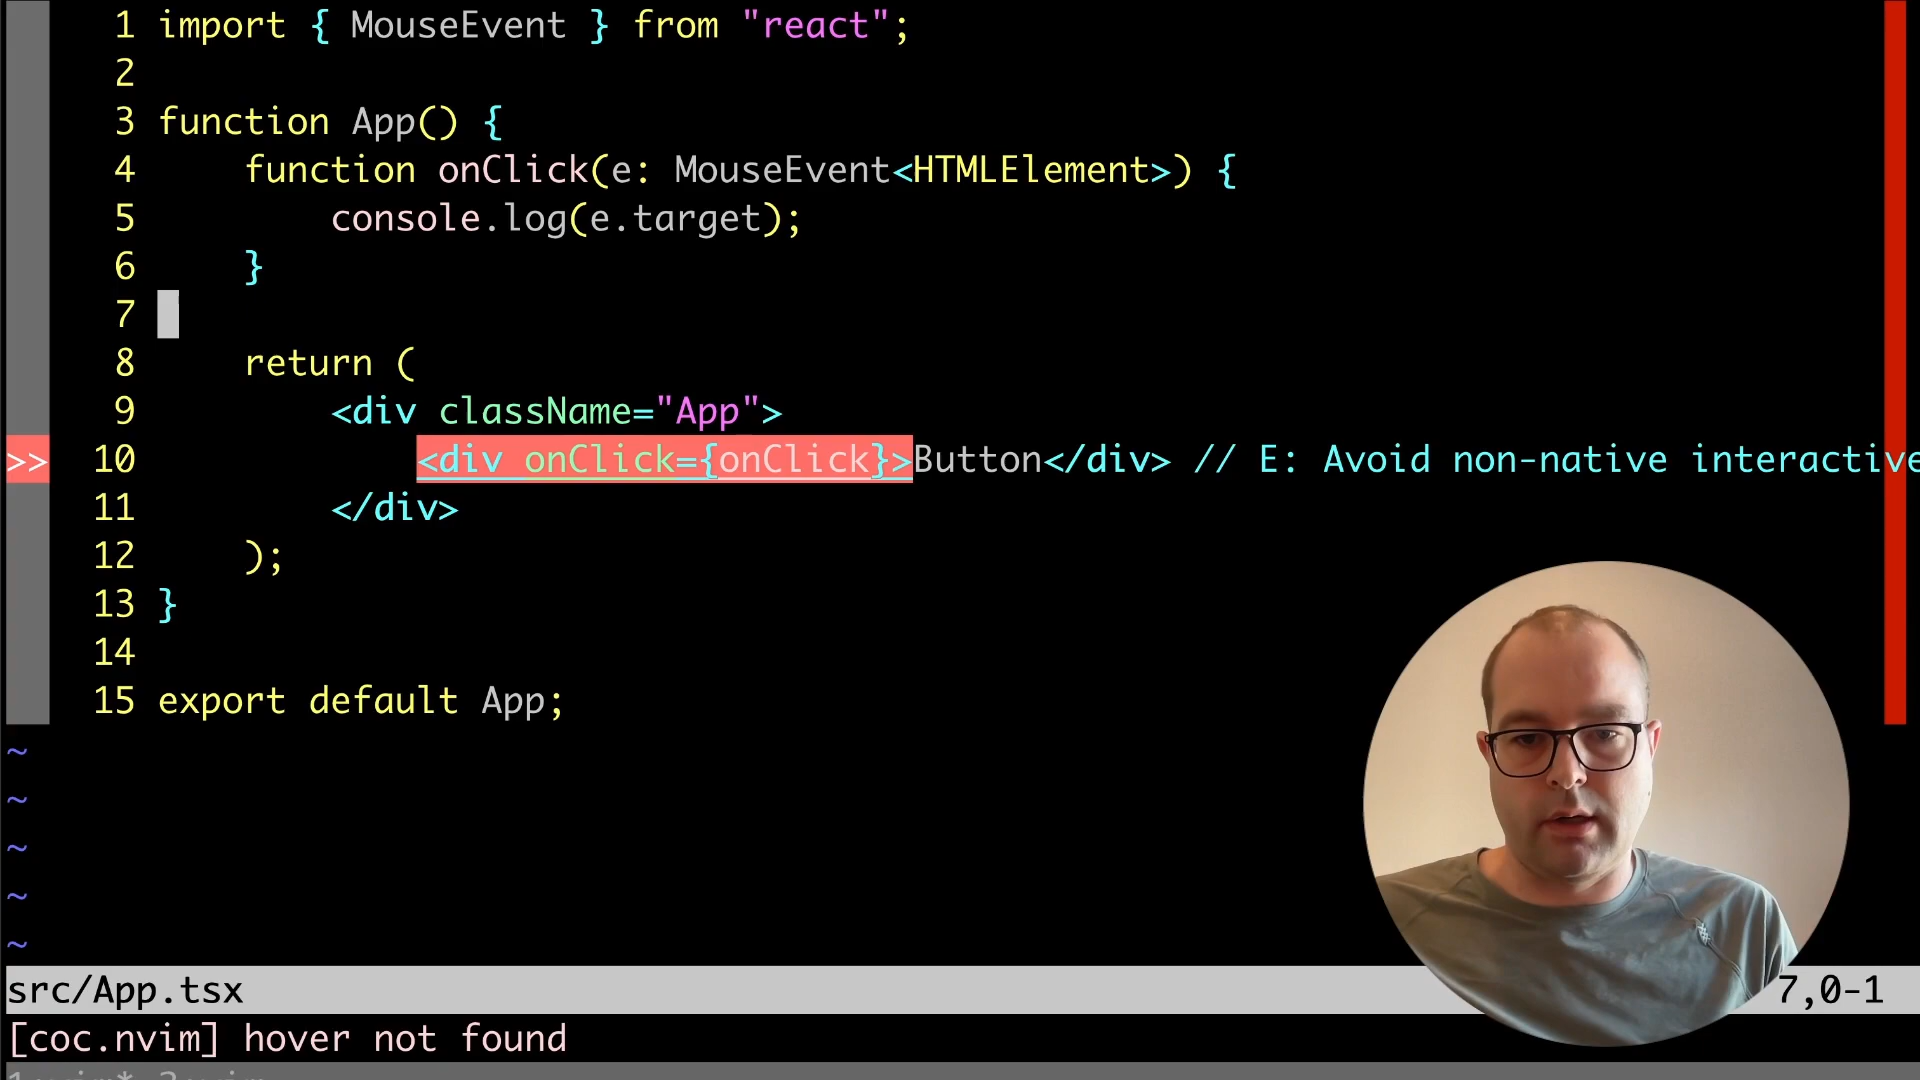 1 import { MouseEvent } from "react";
2
3 function App() {
4     function onClick(e: MouseEvent<HTMLElement>) {
5         console.log(e.target);
6     }
7
8     return (
9         <div className="App">
>> 10             <div onClick={onClick}>Button</div> // E: Avoid non-native interactive
11         </div>
12     );
13 }
14
15 export default App;
~
~
~
~
~
src/App.tsx 7,0-1
[coc.nvim] hover not found